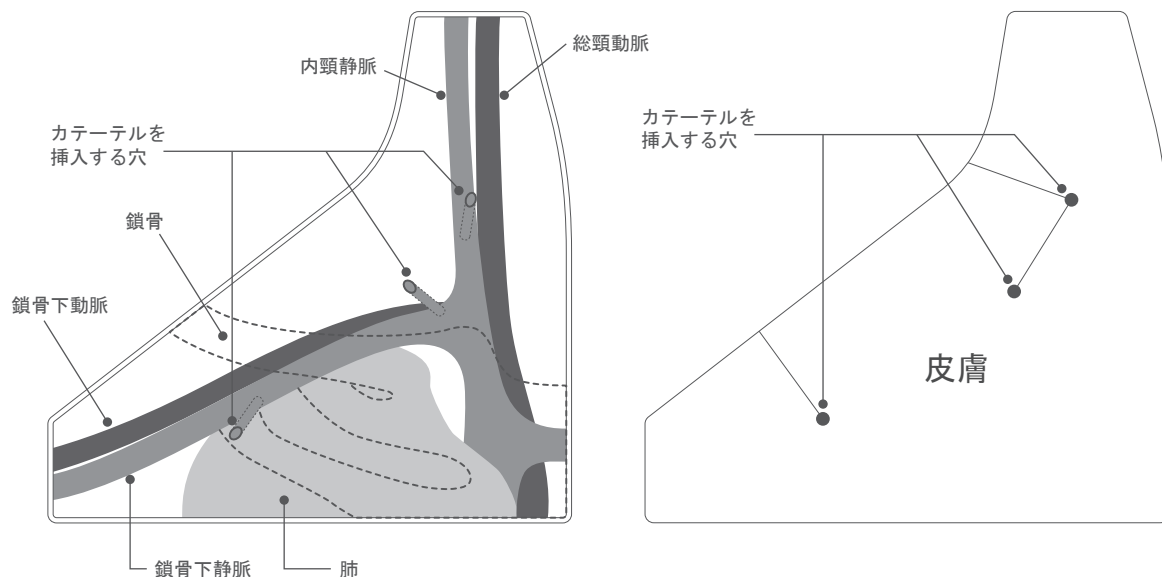 総頸動脈
内頸静脈
カテーテルを
挿入する穴
鎖骨
鎖骨下動脈
鎖骨下静脈
肺
カテーテルを
挿入する穴
皮膚